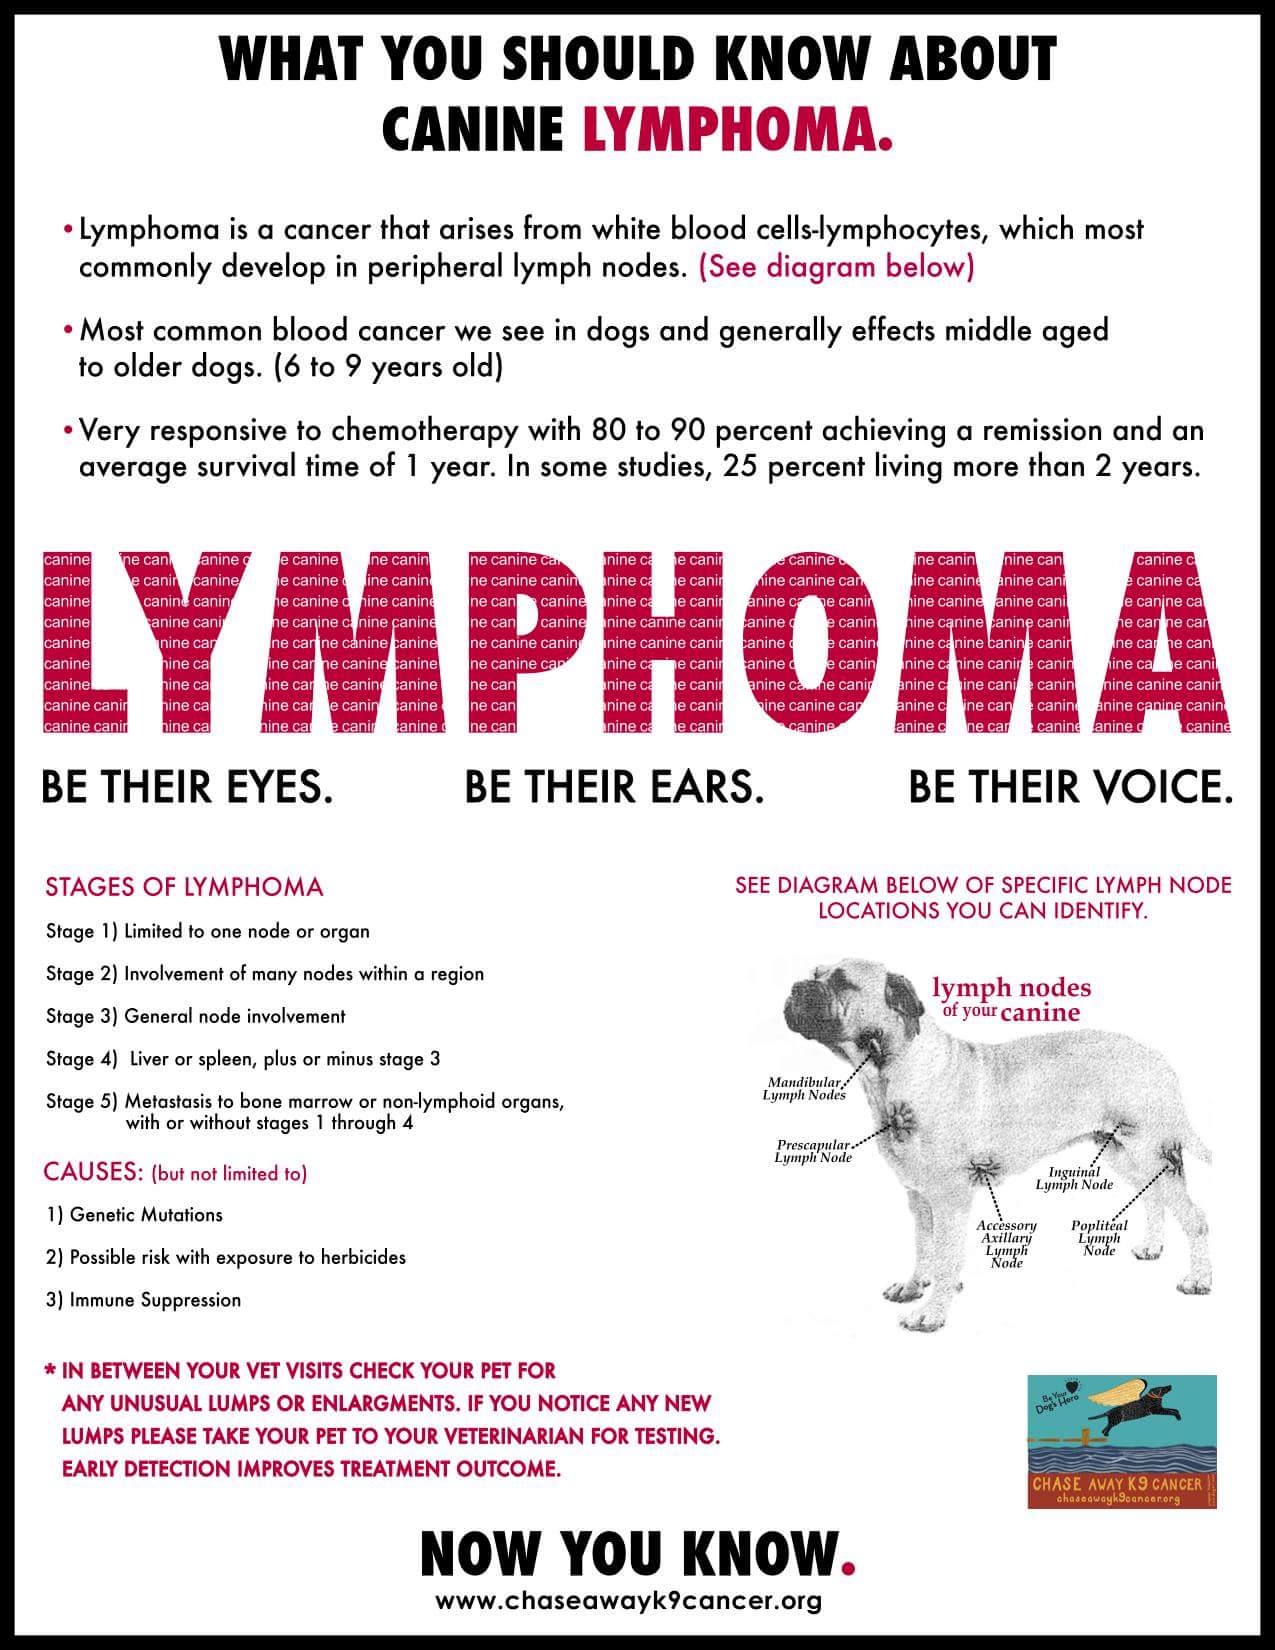 WHAT YOU SHOULD KNOW ABOUT
CANINE LYMPHOMA.
• Lymphoma is a cancer that arises from white blood cells-lymphocytes, which most
commonly develop in peripheral lymph nodes. (See diagram below)
• Most common blood cancer we see in dogs and generally effects middle aged
to older dogs. (6 to 9 years old)
• Very responsive to chemotherapy with 80 to 90 percent achieving a remission and an
average survival time of 1 year. In some studies, 25 percent living more than 2 years.
LYMPHOMA
BE THEIR EYES. BE THEIR EARS. BE THEIR VOICE.
STAGES OF LYMPHOMA
Stage 1) Limited to one node or organ
Stage 2) Involvement of many nodes within a region
Stage 3) General node involvement
Stage 4) Liver or spleen, plus or minus stage 3
Stage 5) Metastasis to bone marrow or non-lymphoid organs,
with or without stages 1 through 4
CAUSES: (but not limited to)
1) Genetic Mutations
2) Possible risk with exposure to herbicides
3) Immune Suppression
SEE DIAGRAM BELOW OF SPECIFIC LYMPH NODE
LOCATIONS YOU CAN IDENTIFY.
lymph nodes
of your canine
Mandibular
Lymph Nodes
Prescapular
Lymph Node
Inguinal
Lymph Node
Accessory
Axillary
Lymph
Node
Popliteal
Lymph
Node
* IN BETWEEN YOUR VET VISITS CHECK YOUR PET FOR
ANY UNUSUAL LUMPS OR ENLARGMENTS. IF YOU NOTICE ANY NEW
LUMPS PLEASE TAKE YOUR PET TO YOUR VETERINARIAN FOR TESTING.
EARLY DETECTION IMPROVES TREATMENT OUTCOME.
Be Your
Dog's Hero
CHASE AWAY K9 CANCER
chaseawayk9cancer.org
NOW YOU KNOW.
www.chaseawayk9cancer.org